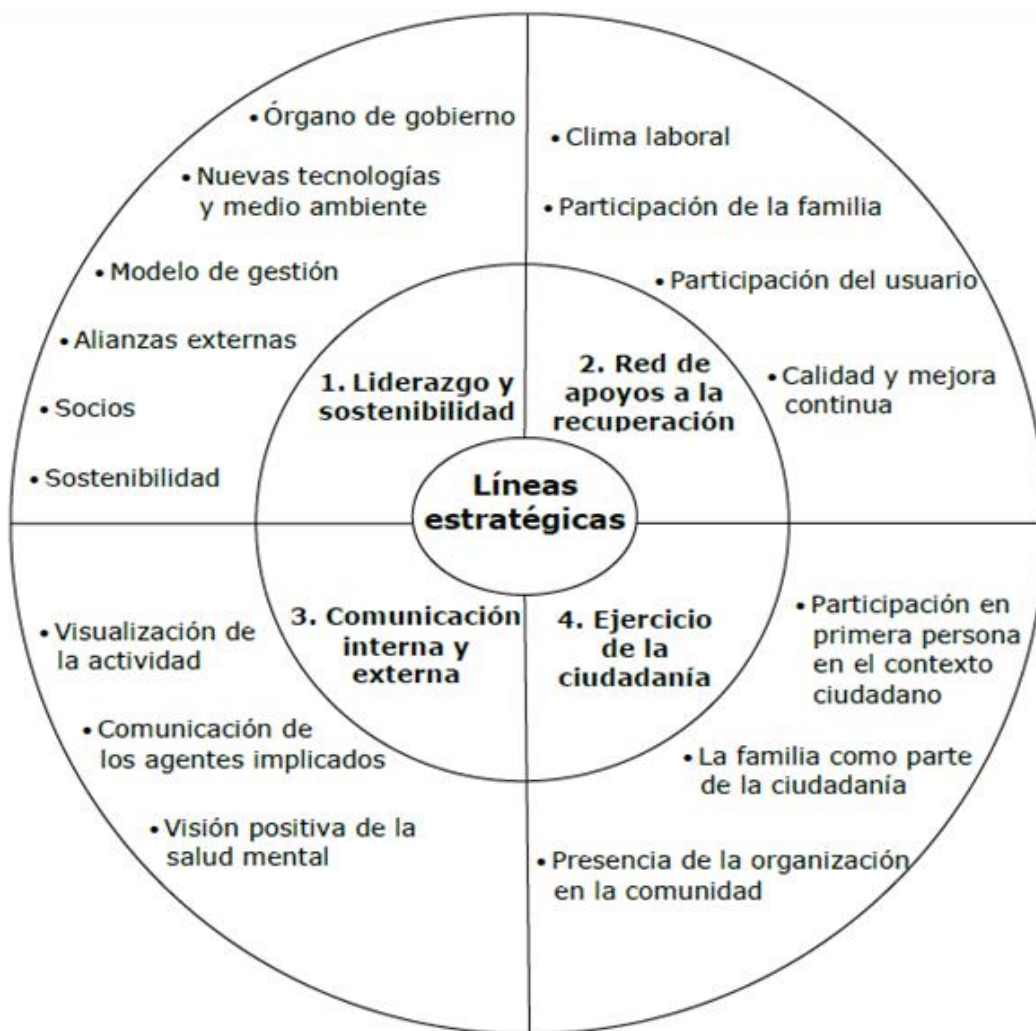 • Órgano de gobierno
• Nuevas tecnologías
y medio ambiente
• Modelo de gestión
• Alianzas externas
• Socios
• Sostenibilidad
1. Liderazgo y
sostenibilidad
• Clima laboral
• Participación de la familia
• Participación del usuario
• Calidad y mejora
continua
2. Red de
apoyos a la
recuperación
Líneas
estratégicas
3. Comunicación
interna y
externa
• Visualización de
la actividad
• Comunicación de
los agentes implicados
• Visión positiva de la
salud mental
4. Ejercicio
de la
ciudadanía
• Participación en
primera persona
en el contexto
ciudadano
• La familia como parte
de la ciudadanía
• Presencia de la organización
en la comunidad